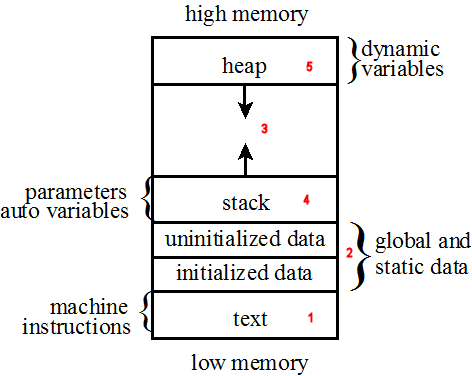 high memory
heap 5
dynamic
variables
3
parameters
auto variables
stack 4
uninitialized data
2
global and
static data
initialized data
machine
instructions
text 1
low memory